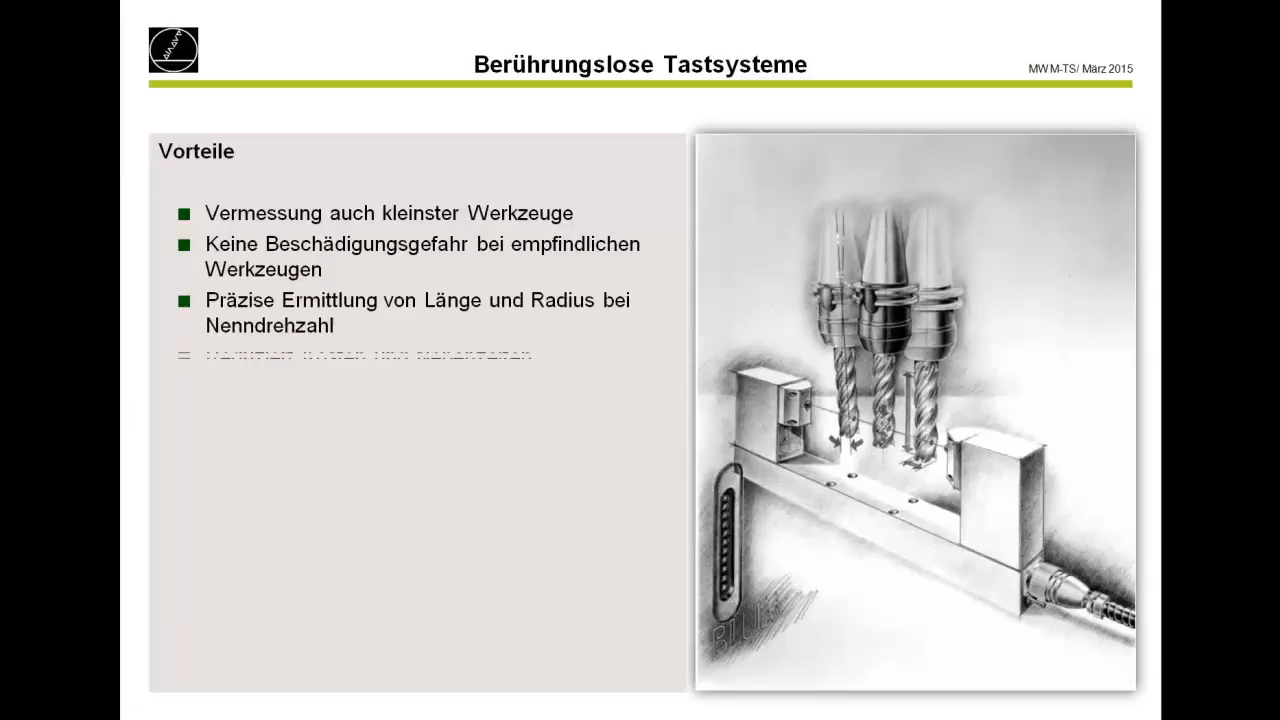 Berührungslose Tastsysteme
MWM-TS/ März 2015
Vorteile
Vermessung auch kleinster Werkzeuge
Keine Beschädigungsgefahr bei empfindlichen
Werkzeugen
Präzise Ermittlung von Länge und Radius bei
Nenndrehzahl